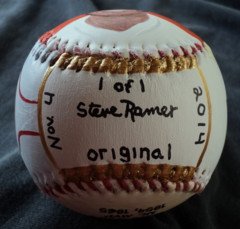 1 of 1
Steve Ramer
original
Nov 4
2014